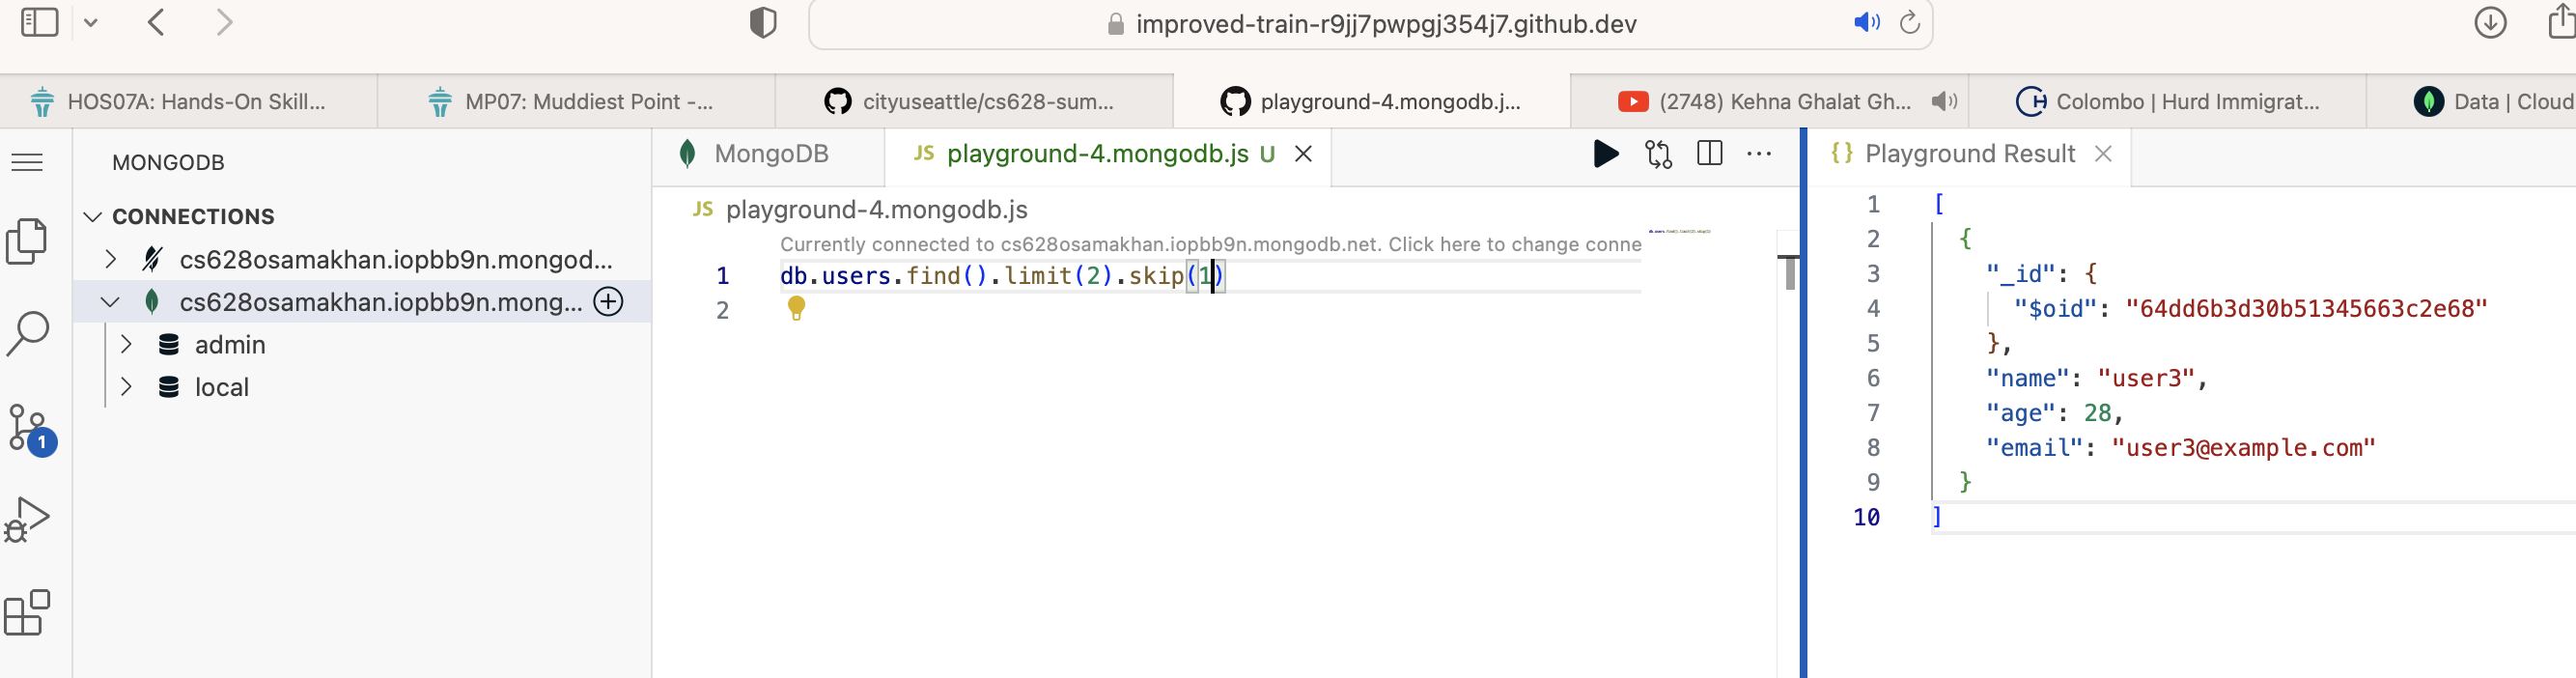 improved-train-r9jj7pwpgj354j7.github.dev
HOS07A: Hands-On Skill...
MP07: Muddiest Point -...
cityuseattle/cs628-sum...
playground-4.mongodb.j...
(2748) Kehna Ghalat Gh...
Colombo | Hurd Immigrat...
Data | Cloud
MONGODB
CONNECTIONS
cs628osamakhan.iopbb9n.mongod...
cs628osamakhan.iopbb9n.mong...
admin
local
1
MongoDB
JS playground-4.mongodb.js U
JS playground-4.mongodb.js
Currently connected to cs628osamakhan.iopbb9n.mongodb.net. Click here to change conne
1 db.users.find().limit(2).skip(1)
2
{} Playground Result
1 [
2 {
3 "_id": {
4 "$oid": "64dd6b3d30b51345663c2e68"
5 },
6 "name": "user3",
7 "age": 28,
8 "email": "user3@example.com"
9 }
10 ]